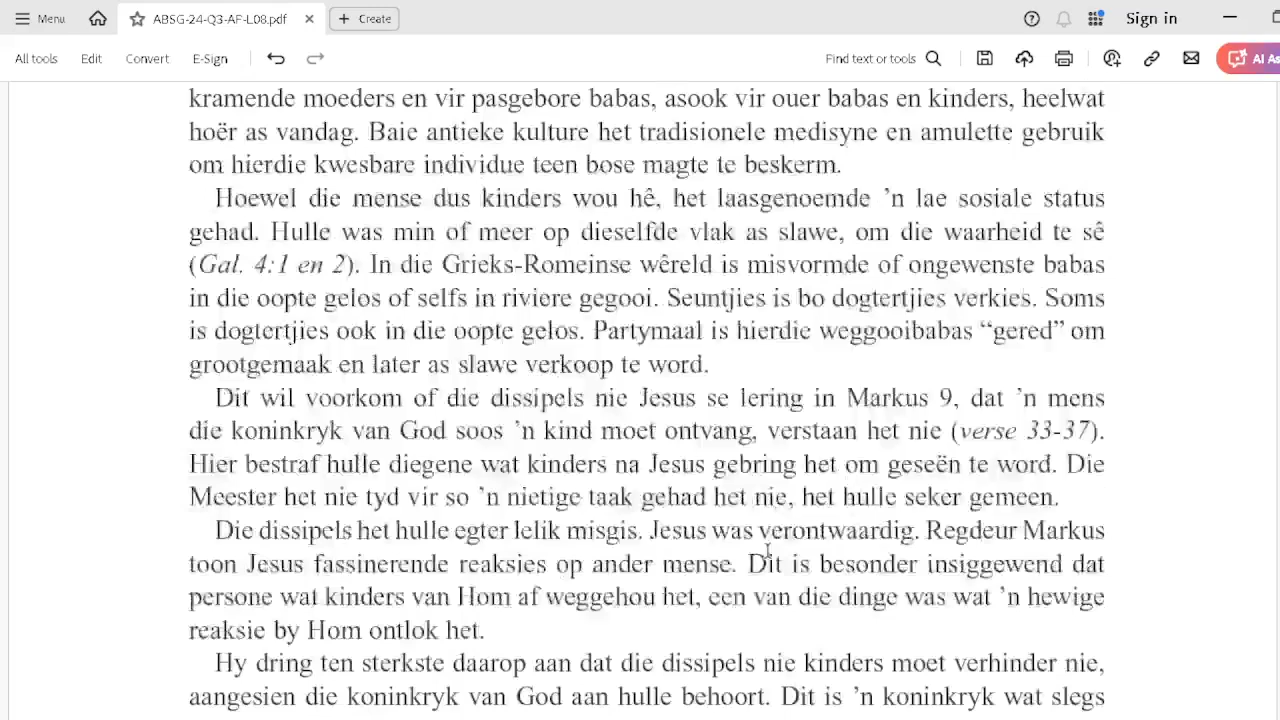 Menu
ABSG-24-Q3-AF-L08.pdf
Create
Sign in
All tools
Edit
Convert
E-Sign
Find text or tools
AI As
kramende moeders en vir pasgebore babas, asook vir ouer babas en kinders, heelwat
hoër as vandag. Baie antieke kulture het tradisionele medisyne en amulette gebruik
om hierdie kwesbare individue teen bose magte te beskerm.
Hoewel die mense dus kinders wou hê, het laasgenoemde ’n lae sosiale status
gehad. Hulle was min of meer op dieselfde vlak as slawe, om die waarheid te sê
(Gal. 4:1 en 2). In die Grieks-Romeinse wêreld is misvormde of ongewenste babas
in die oopte gelos of selfs in riviere gegooi. Seuntjies is bo dogtertjies verkies. Soms
is dogtertjies ook in die oopte gelos. Partymaal is hierdie weggooibabas “gered” om
grootgemaak en later as slawe verkoop te word.
Dit wil voorkom of die dissipels nie Jesus se lering in Markus 9, dat ’n mens
die koninkryk van God soos ’n kind moet ontvang, verstaan het nie (verse 33-37).
Hier bestraf hulle diegene wat kinders na Jesus gebring het om geseën te word. Die
Meester het nie tyd vir so ’n nietige taak gehad het nie, het hulle seker gemeen.
Die dissipels het hulle egter lelik misgis. Jesus was verontwaardig. Regdeur Markus
toon Jesus fassinerende reaksies op ander mense. Dit is besonder insiggewend dat
persone wat kinders van Hom af weggehou het, een van die dinge was wat ’n hewige
reaksie by Hom ontlok het.
Hy dring ten sterkste daarop aan dat die dissipels nie kinders moet verhinder nie,
aangesien die koninkryk van God aan hulle behoort. Dit is ’n koninkryk wat slegs